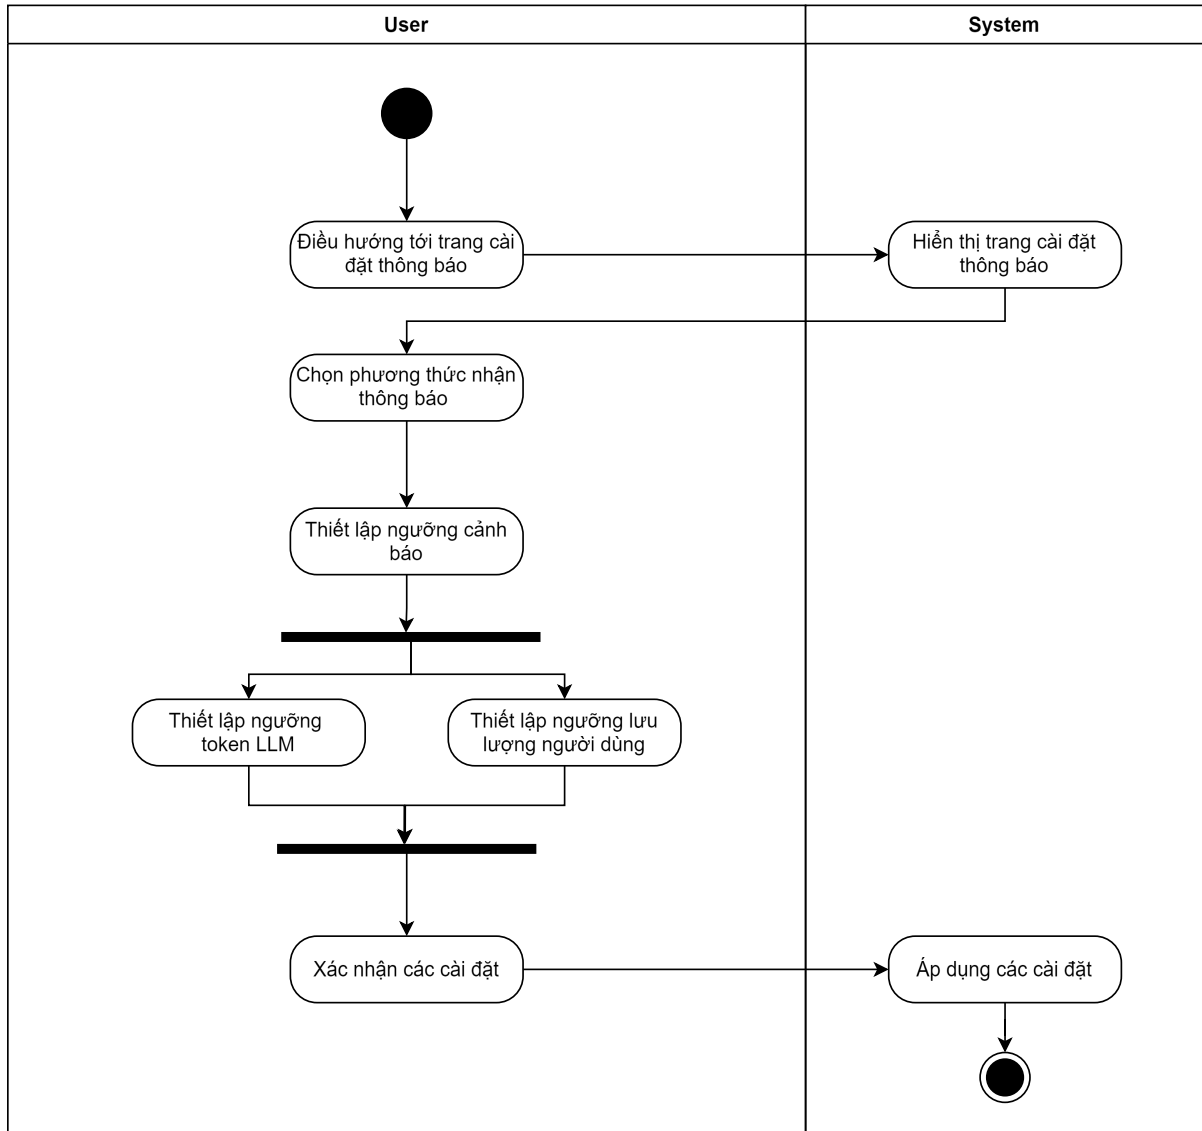 User
System
Điều hướng tới trang cài
đặt thông báo
Hiển thị trang cài đặt
thông báo
Chọn phương thức nhận
thông báo
Thiết lập ngưỡng cảnh
báo
Thiết lập ngưỡng
token LLM
Thiết lập ngưỡng lưu
lượng người dùng
Xác nhận các cài đặt
Áp dụng các cài đặt